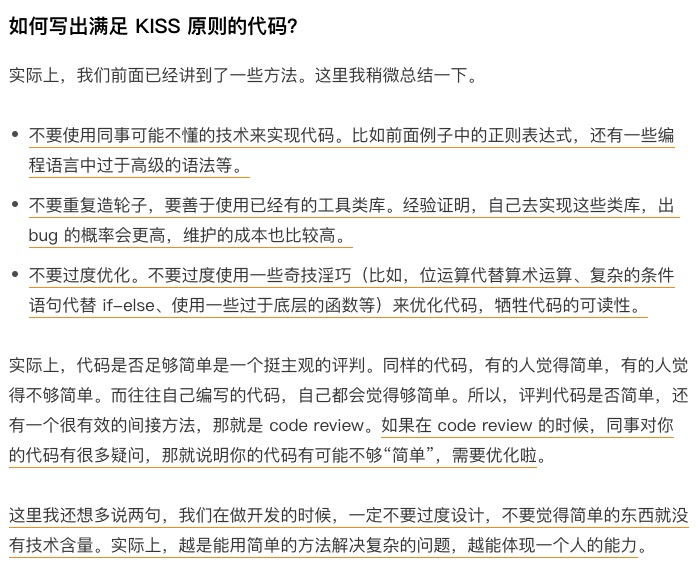 如何写出满足 KISS 原则的代码？
实际上，我们前面已经讲到了一些方法。这里我稍微总结一下。
不要使用同事可能不懂的技术来实现代码。比如前面例子中的正则表达式，还有一些编
程语言中过于高级的语法等。
不要重复造轮子，要善于使用已经有的工具类库。经验证明，自己去实现这些类库，出
bug 的概率会更高，维护的成本也比较高。
不要过度优化。不要过度使用一些奇技淫巧（比如，位运算代替算术运算、复杂的条件
语句代替 if-else、使用一些过于底层的函数等）来优化代码，牺牲代码的可读性。
实际上，代码是否足够简单是一个挺主观的评判。同样的代码，有的人觉得简单，有的人觉
得不够简单。而往往自己编写的代码，自己都会觉得够简单。所以，评判代码是否简单，还
有一个很有效的间接方法，那就是 code review。如果在 code review 的时候，同事对你
的代码有很多疑问，那就说明你的代码有可能不够“简单”，需要优化啦。
这里我还想多说两句，我们在做开发的时候，一定不要过度设计，不要觉得简单的东西就没
有技术含量。实际上，越是能用简单的方法解决复杂的问题，越能体现一个人的能力。